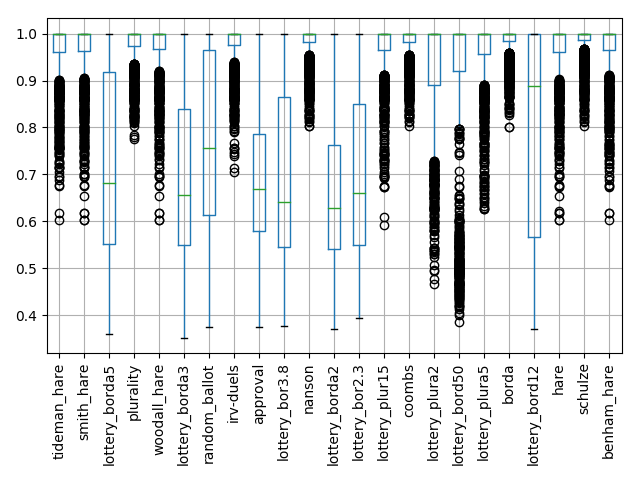 1.0
0.9
0.8
0.7
0.6
0.5
0.4
tideman_hare
smith_hare
lottery_borda5
plurality
woodall_hare
lottery_borda3
random_ballot
irv-duels
approval
lottery_bor3.8
nanson
lottery_borda2
lottery_bor2.3
lottery_plur15
coombs
lottery_plura2
lottery_bord50
lottery_plura5
borda
lottery_bord12
hare
schulze
benham_hare